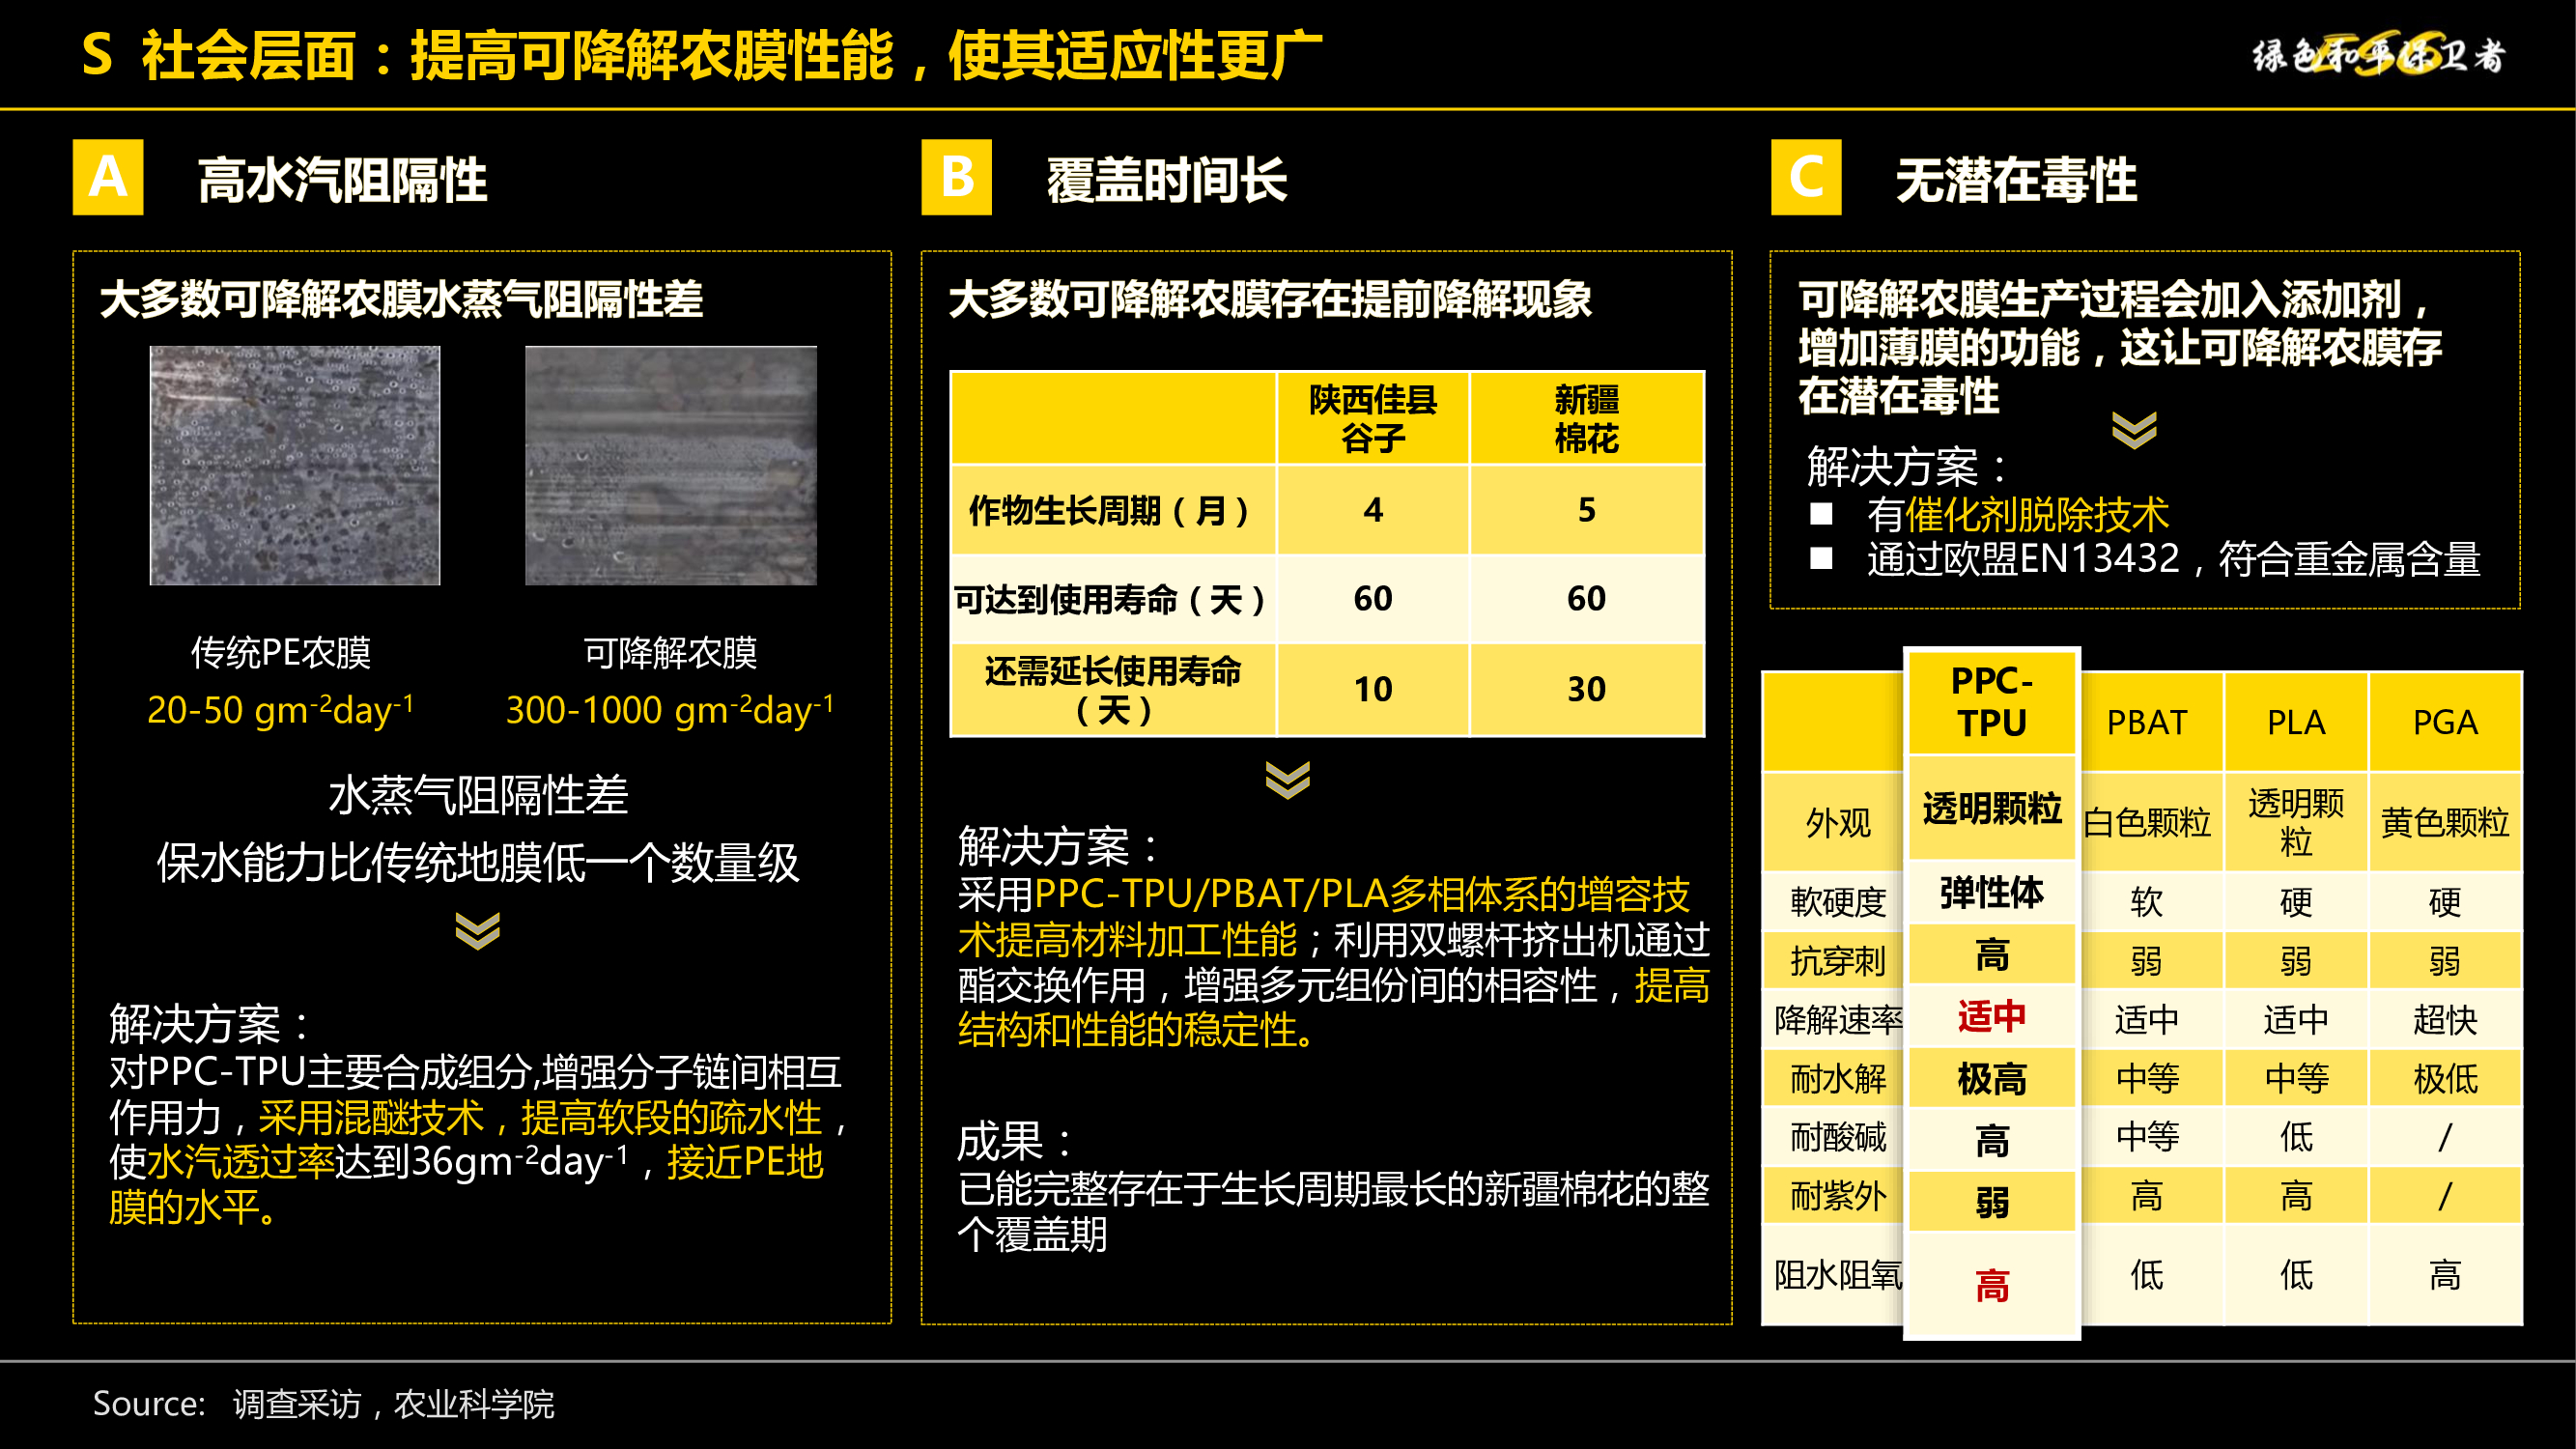 S 社会层面：提高可降解农膜性能，使其适应性更广
绿色和平保卫者
ESG
A 高水汽阻隔性
大多数可降解农膜水蒸气阻隔性差
传统PE农膜 可降解农膜
20-50 gm-2day-1 300-1000 gm-2day-1
水蒸气阻隔性差
保水能力比传统地膜低一个数量级
解决方案：
对PPC-TPU主要合成组分,增强分子链间相互
作用力，采用混醚技术，提高软段的疏水性，
使水汽透过率达到36gm-2day-1，接近PE地
膜的水平。
B 覆盖时间长
大多数可降解农膜存在提前降解现象
陕西佳县 新疆
谷子 棉花
作物生长周期（月） 4 5
可达到使用寿命（天） 60 60
还需延长使用寿命
（天） 10 30
解决方案：
采用PPC-TPU/PBAT/PLA多相体系的增容技
术提高材料加工性能；利用双螺杆挤出机通过
酯交换作用，增强多元组份间的相容性，提高
结构和性能的稳定性。
成果：
已能完整存在于生长周期最长的新疆棉花的整
个覆盖期
C 无潜在毒性
可降解农膜生产过程会加入添加剂，
增加薄膜的功能，这让可降解农膜存
在潜在毒性
解决方案：
■ 有催化剂脱除技术
■ 通过欧盟EN13432，符合重金属含量
PPC-
TPU PBAT PLA PGA
外观 透明颗粒 白色颗粒 透明颗
粒 黄色颗粒
軟硬度 弹性体 软 硬 硬
抗穿刺 高 弱 弱 弱
降解速率 适中 适中 适中 超快
耐水解 极高 中等 中等 极低
耐酸碱 高 中等 低 /
耐紫外 弱 高 高 /
阻水阻氧 高 低 低 高
Source: 调查采访，农业科学院